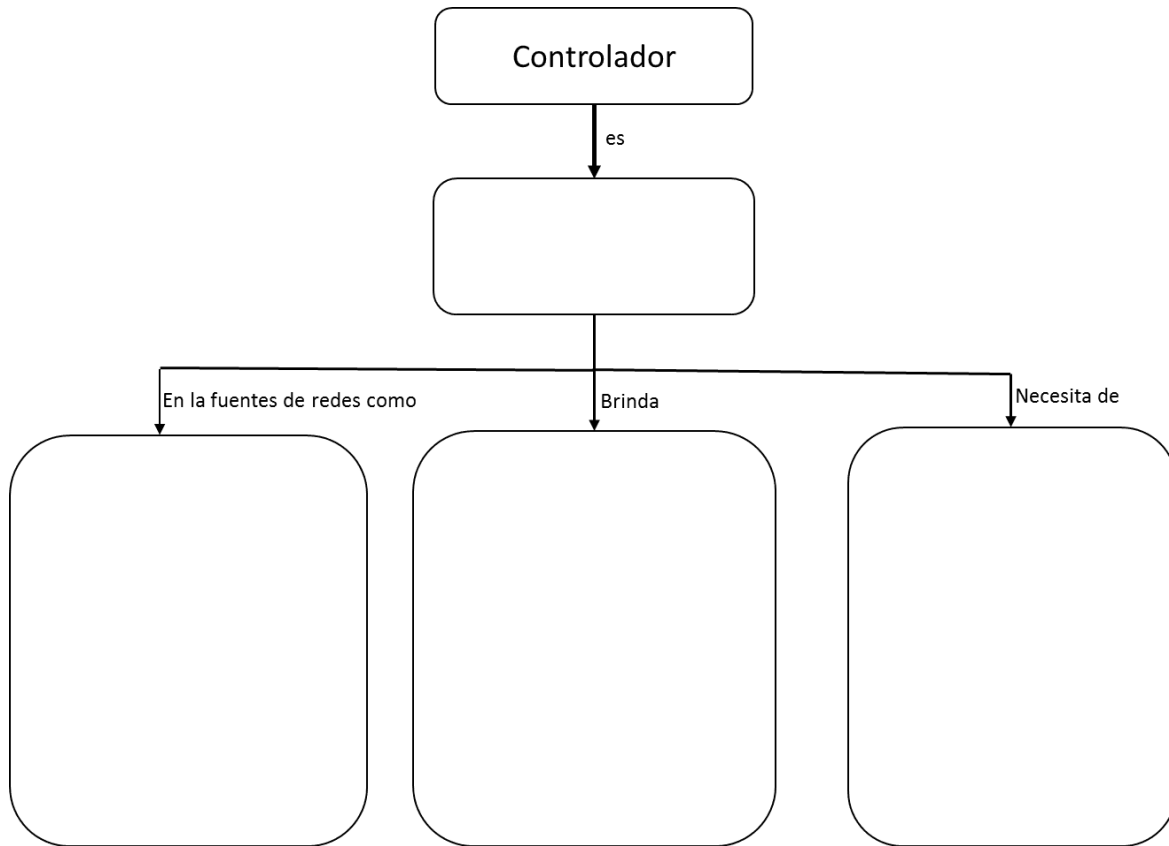 Controlador
es
En la fuentes de redes como
Brinda
Necesita de